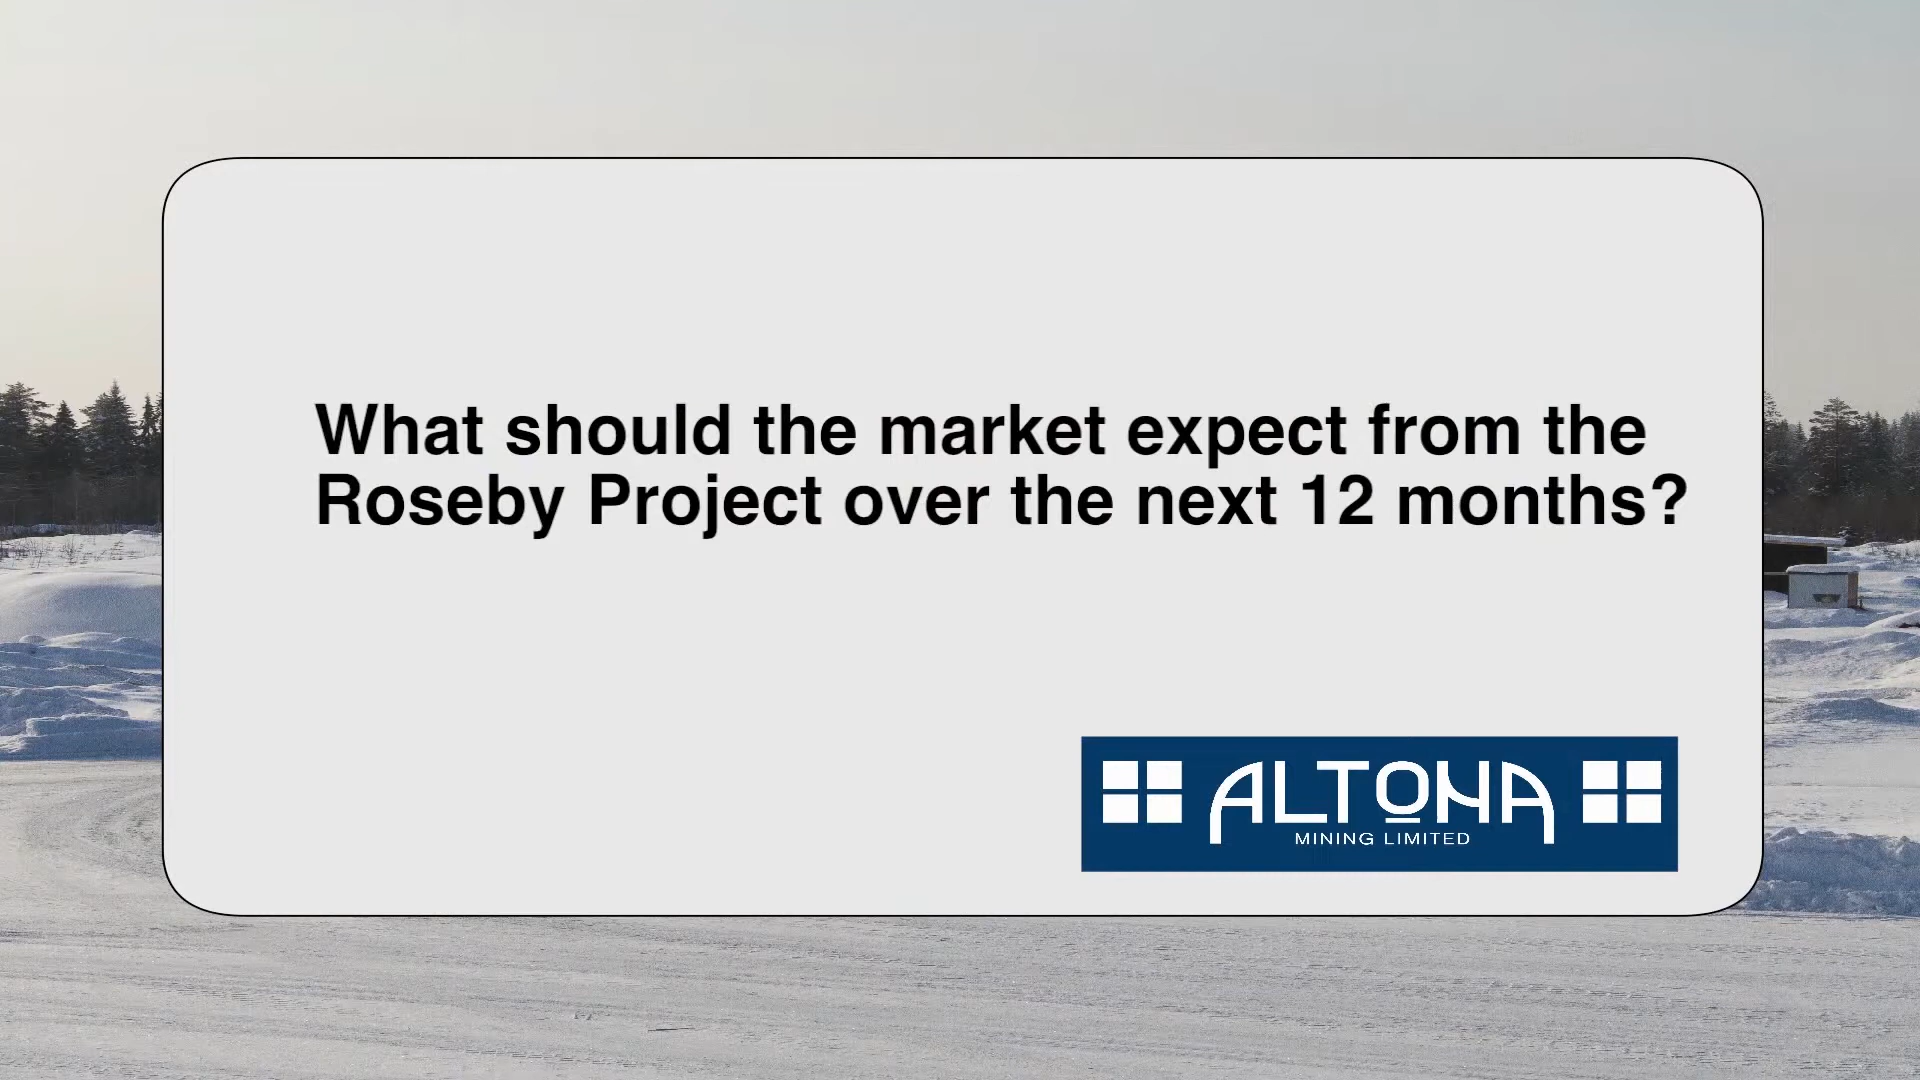 What should the market expect from the
Roseby Project over the next 12 months?
ALTONA
MINING LIMITED